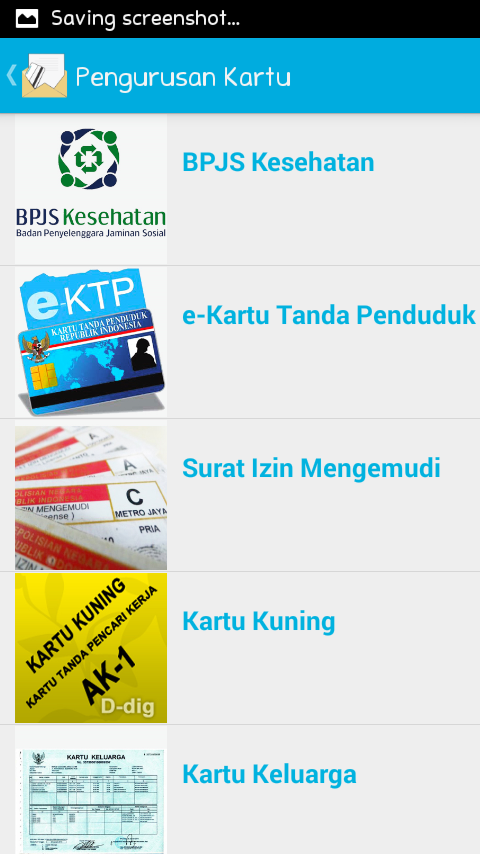 Saving screenshot...
Pengurusan Kartu
BPJS Kesehatan
Badan Penyelenggara Jaminan Sosial
BPJS Kesehatan
e-KTP
KARTU TANDA PENDUDUK
REPUBLIK INDONESIA
e-Kartu Tanda Penduduk
A
A
C
METRO JAYA
PRIA
Surat Izin Mengemudi
KARTU KUNING
KARTU TANDA PENCARI KERJA
AK-1
D-dig
Kartu Kuning
KARTU KELUARGA
Kartu Keluarga